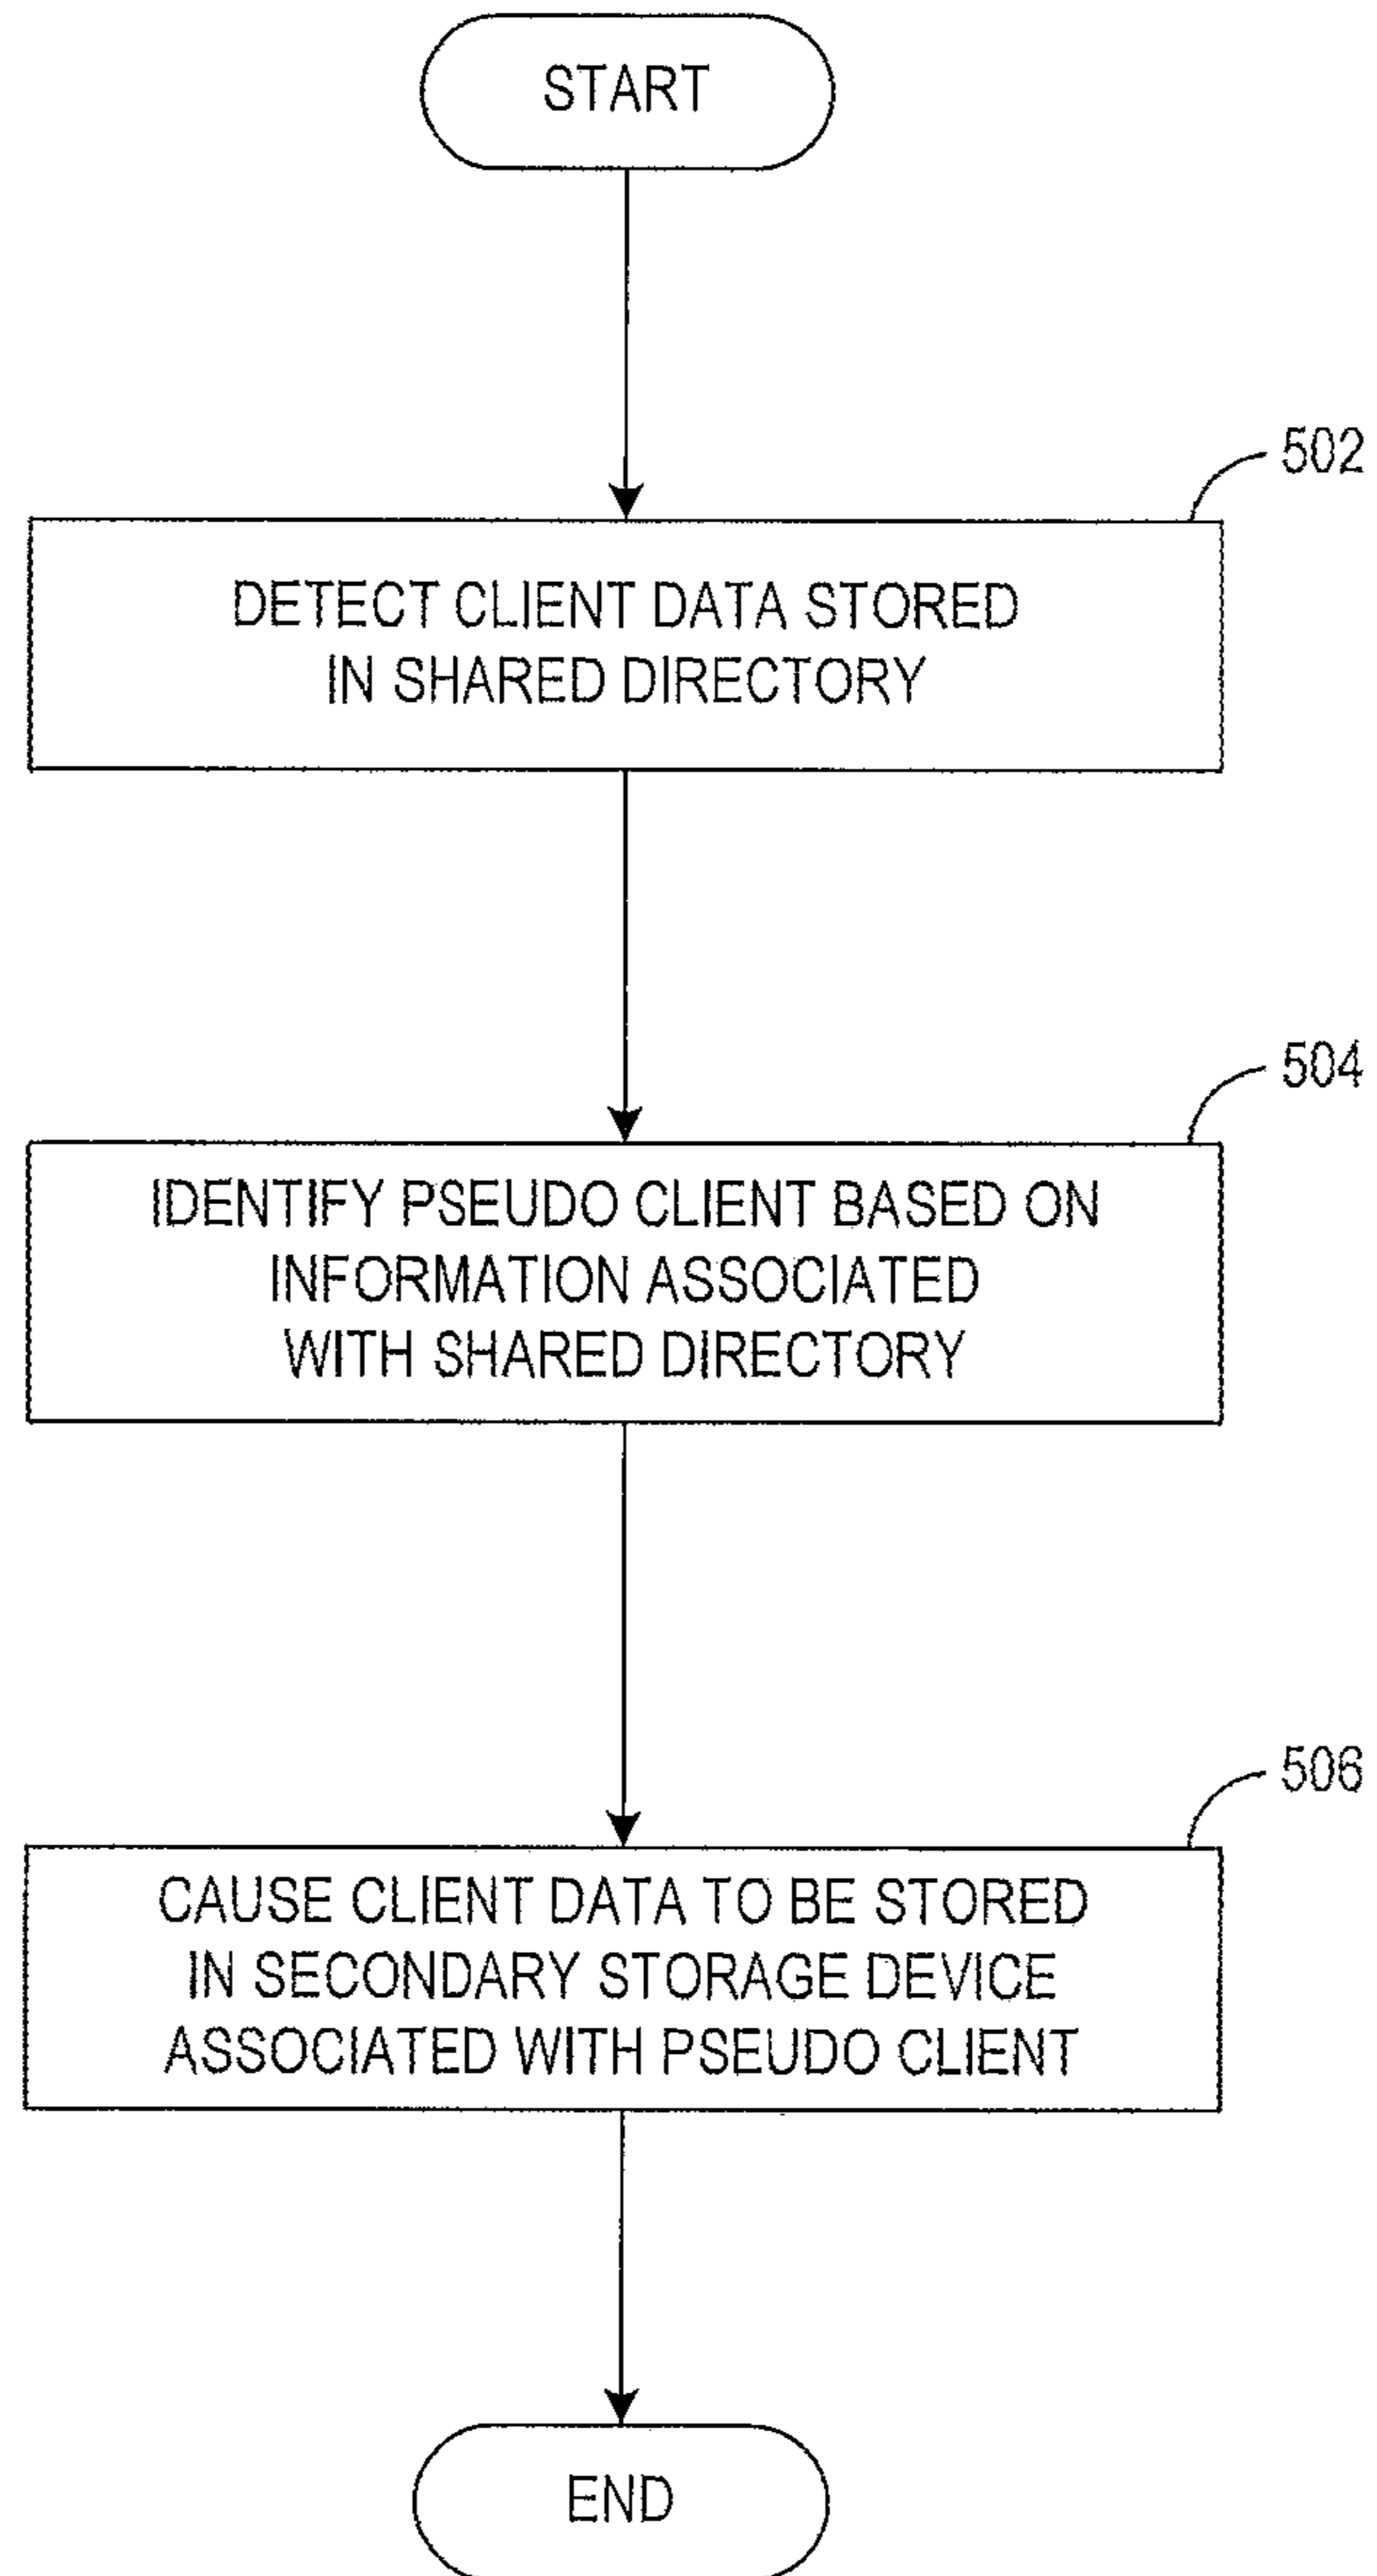 START
502
DETECT CLIENT DATA STORED
IN SHARED DIRECTORY
504
IDENTIFY PSEUDO CLIENT BASED ON
INFORMATION ASSOCIATED
WITH SHARED DIRECTORY
506
CAUSE CLIENT DATA TO BE STORED
IN SECONDARY STORAGE DEVICE
ASSOCIATED WITH PSEUDO CLIENT
END